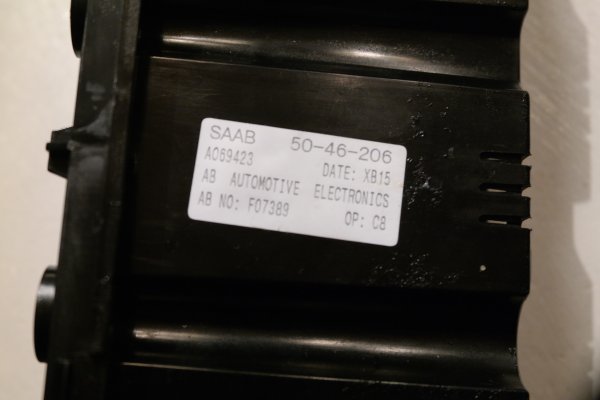 SAAB 50-46-206
A069423 DATE: XB15
AB AUTOMOTIVE ELECTRONICS
AB NO: F07389 OP: C8